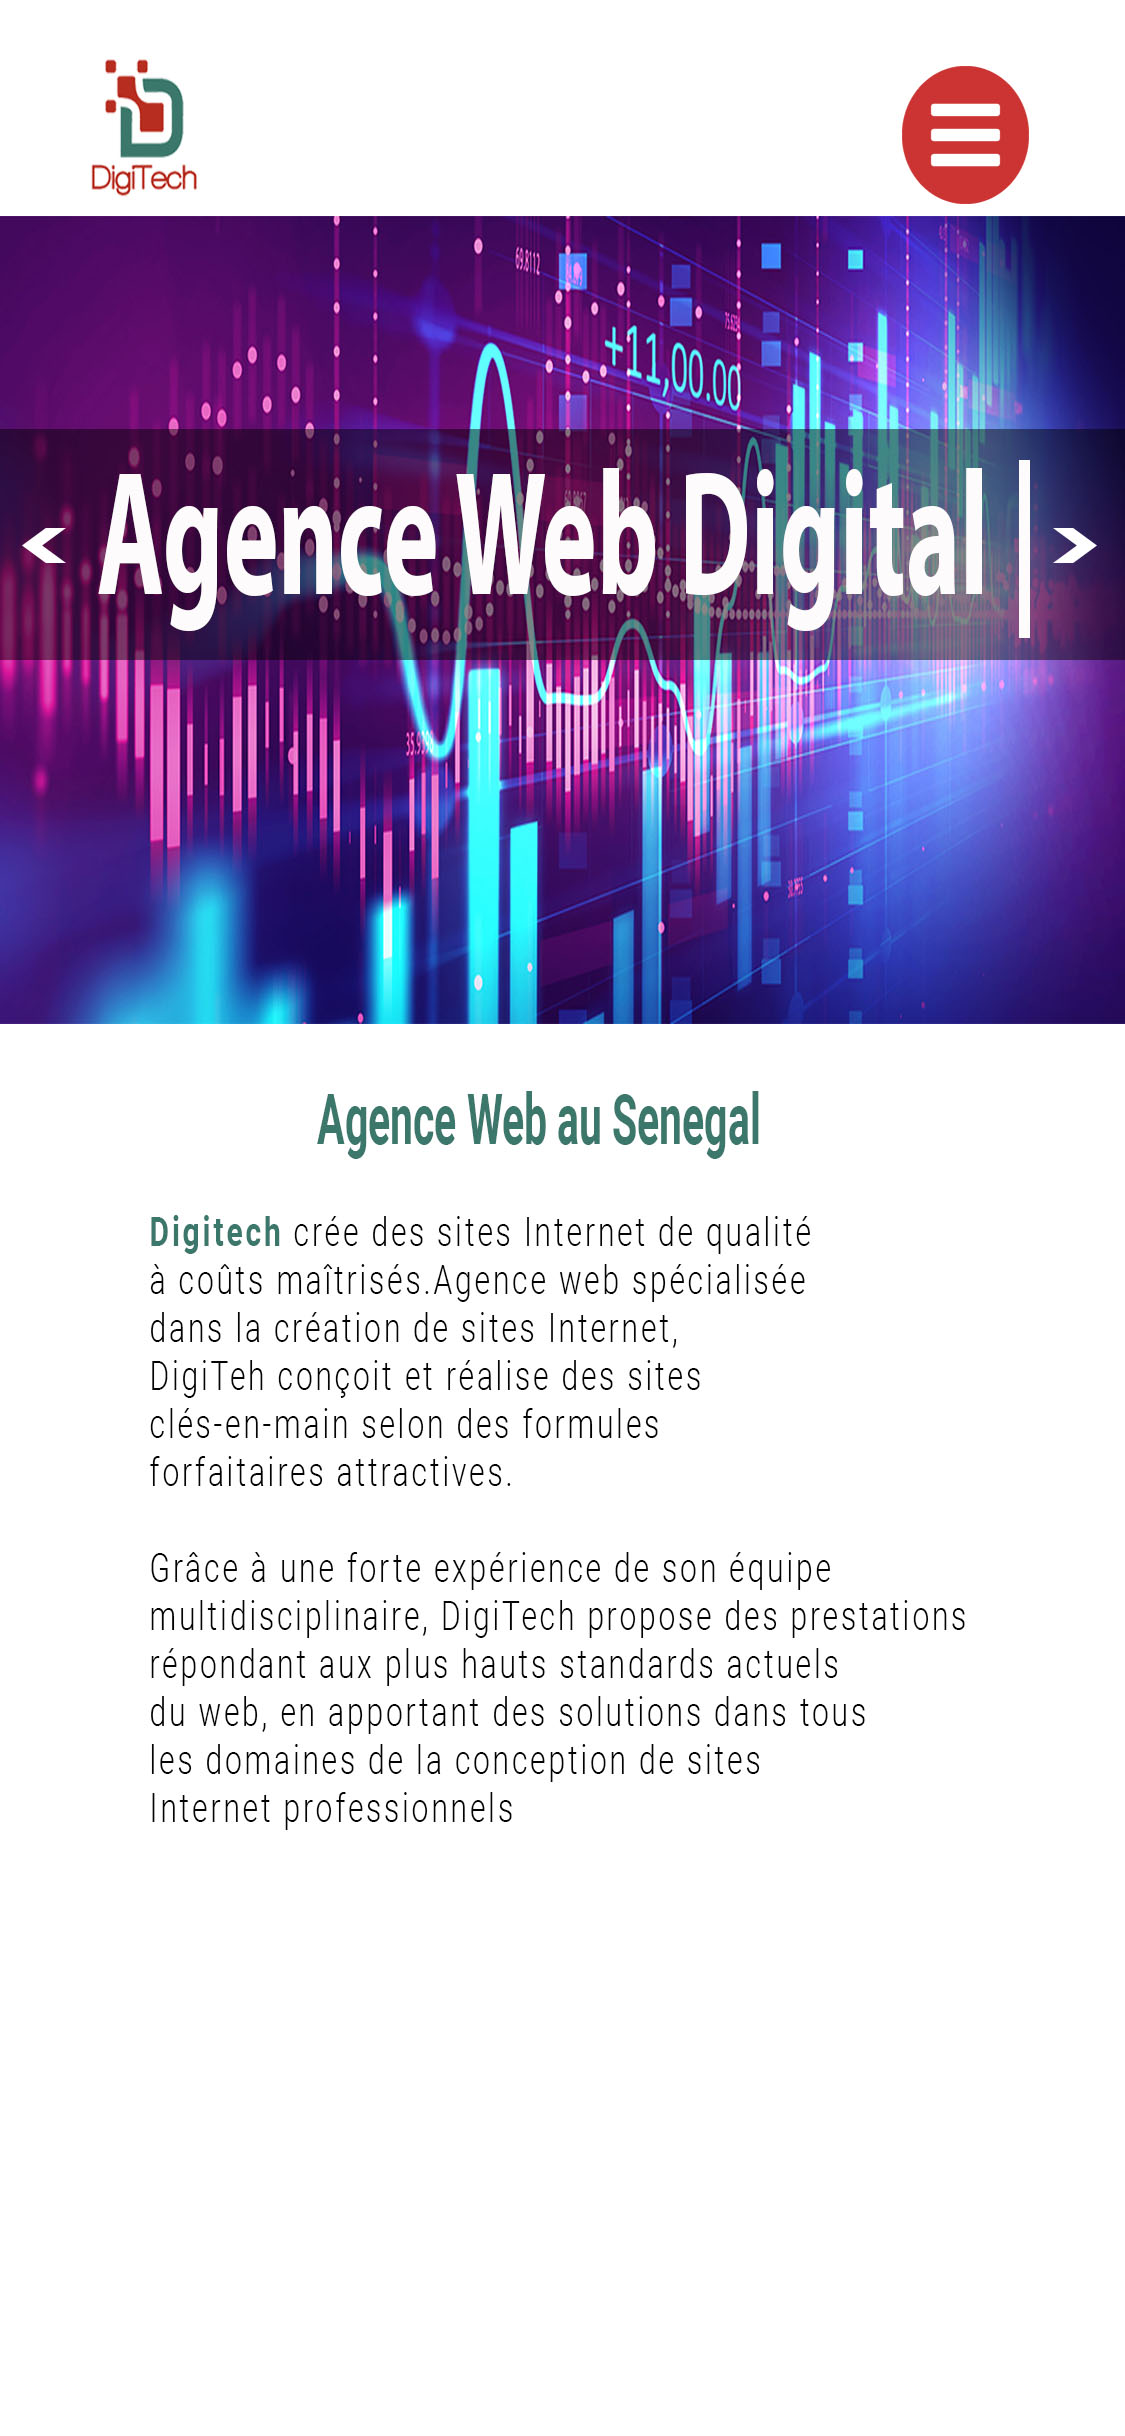 DigiTech
69.8112
+11,00.00
Agence Web Digital |
35.9393
Agence Web au Senegal
Digitech crée des sites Internet de qualité
à coûts maîtrisés.Agence web spécialisée
dans la création de sites Internet,
DigiTeh conçoit et réalise des sites
clés-en-main selon des formules
forfaitaires attractives.
Grâce à une forte expérience de son équipe
multidisciplinaire, DigiTech propose des prestations
répondant aux plus hauts standards actuels
du web, en apportant des solutions dans tous
les domaines de la conception de sites
Internet professionnels